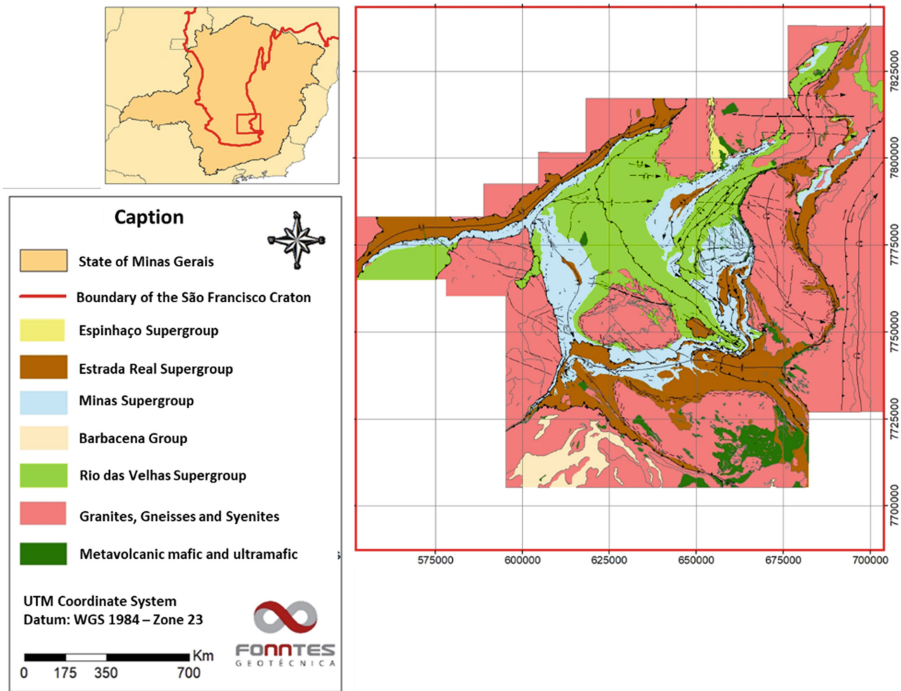 Caption
State of Minas Gerais
Boundary of the São Francisco Craton
Espinhaço Supergroup
Estrada Real Supergroup
Minas Supergroup
Barbacena Group
Rio das Velhas Supergroup
Granites, Gneisses and Syenites
Metavolcanic mafic and ultramafic
s
UTM Coordinate System
Datum: WGS 1984 – Zone 23
Km
0 175 350 700
FONNTES
GEOTÉCNICA
7825000
7800000
7775000
7750000
7725000
7700000
575000 600000 625000 650000 675000 700000